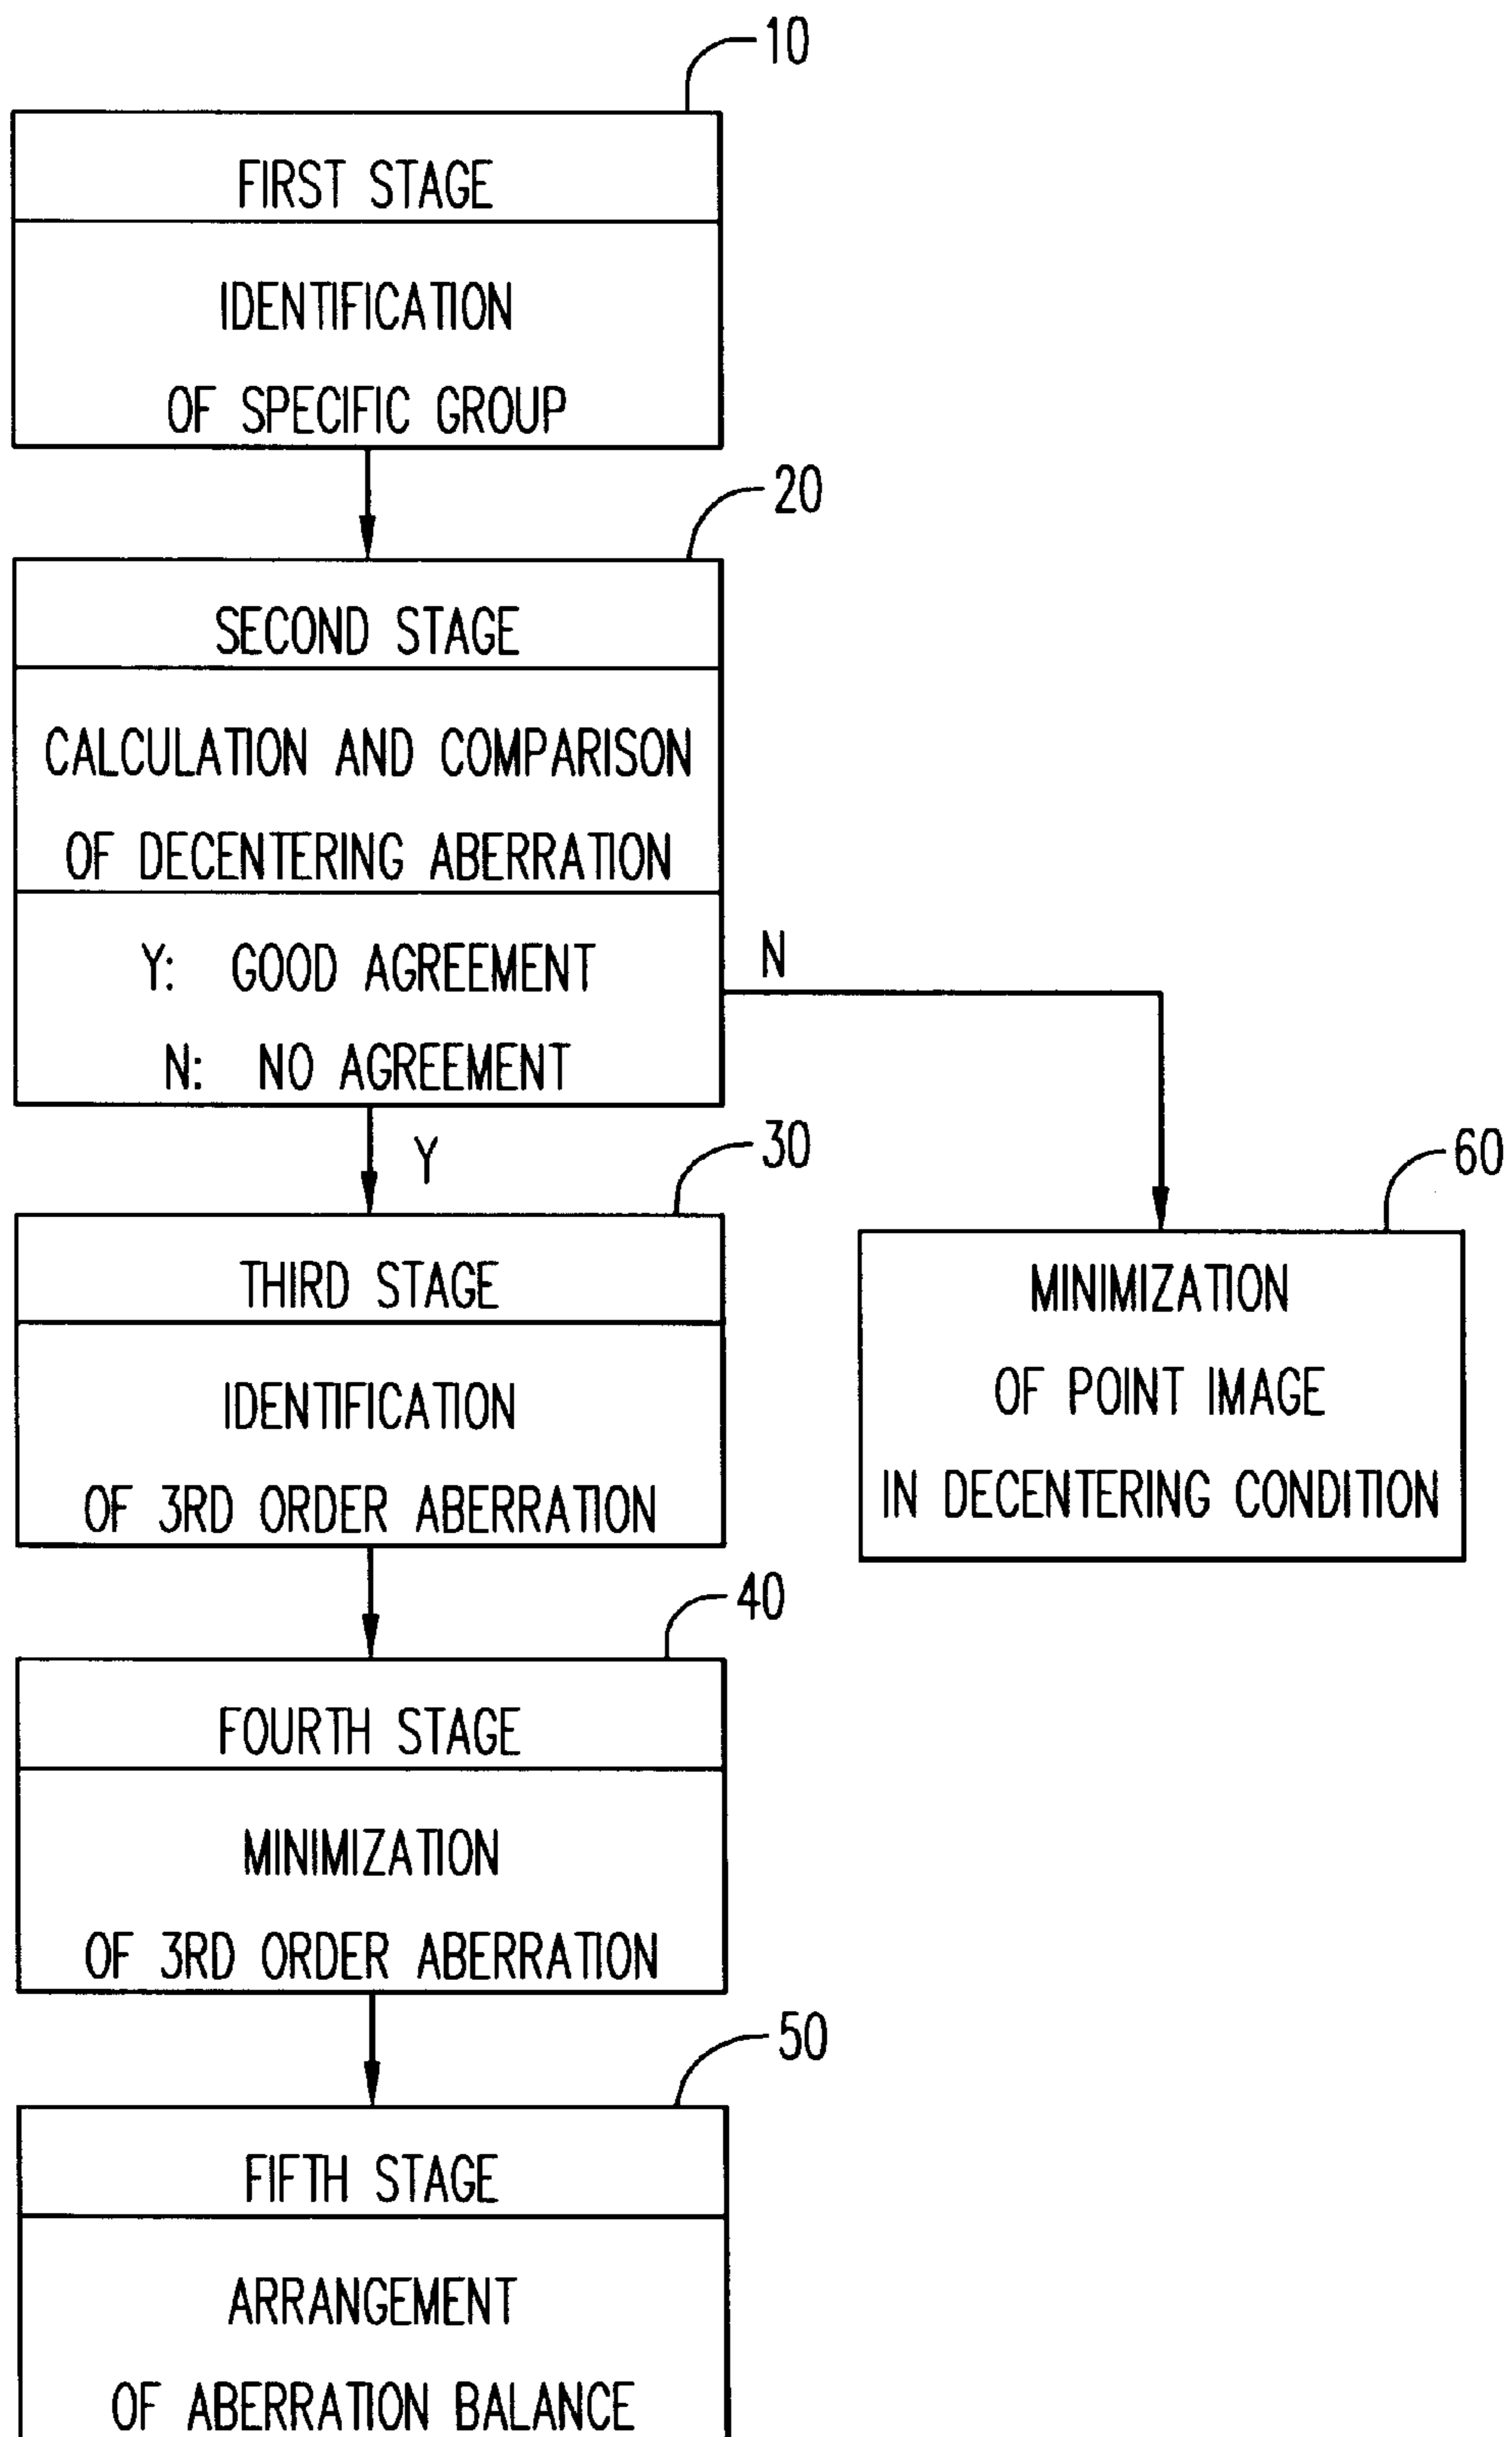 10
FIRST STAGE
IDENTIFICATION
OF SPECIFIC GROUP
20
SECOND STAGE
CALCULATION AND COMPARISON
OF DECENTERING ABERRATION
Y: GOOD AGREEMENT
N: NO AGREEMENT
N
Y
30
THIRD STAGE
IDENTIFICATION
OF 3RD ORDER ABERRATION
60
MINIMIZATION
OF POINT IMAGE
IN DECENTERING CONDITION
40
FOURTH STAGE
MINIMIZATION
OF 3RD ORDER ABERRATION
50
FIFTH STAGE
ARRANGEMENT
OF ABERRATION BALANCE